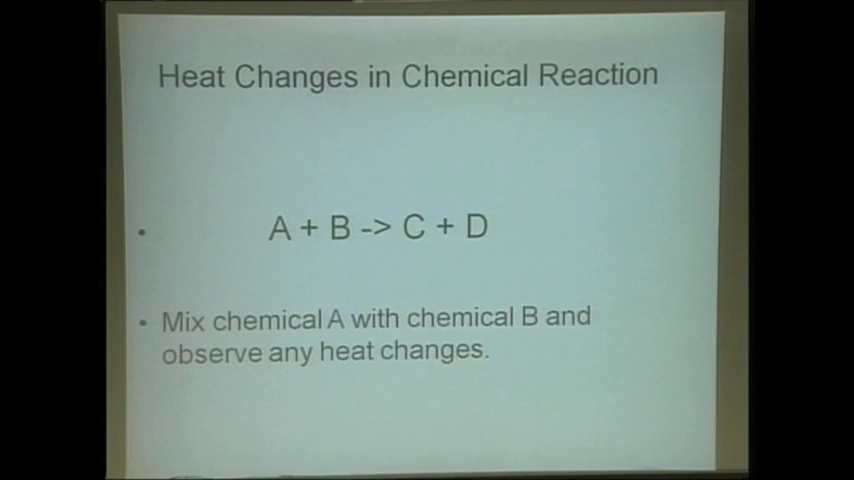 Heat Changes in Chemical Reaction
• A + B -> C + D
• Mix chemical A with chemical B and
observe any heat changes.